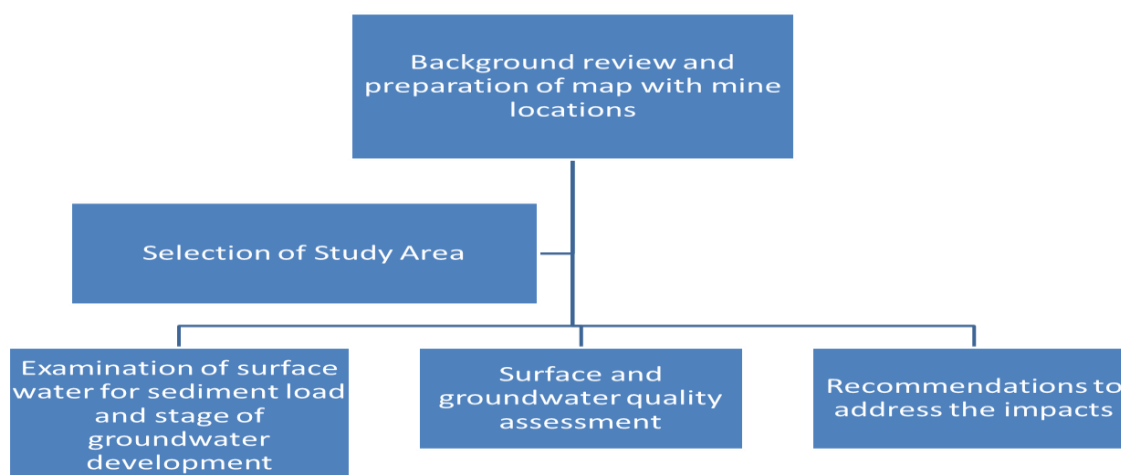 Background review and
preparation of map with mine
locations
Selection of Study Area
Examination of surface
water for sediment load
and stage of
groundwater
development
Surface and
groundwater quality
assessment
Recommendations to
address the impacts